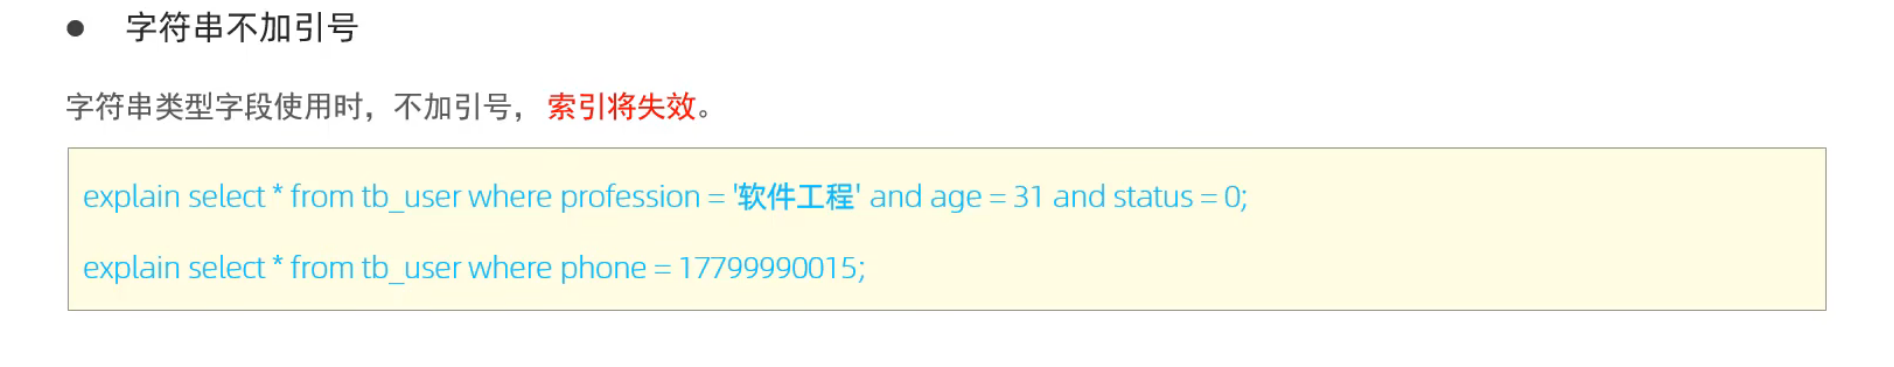 ● 字符串不加引号
字符串类型字段使用时，不加引号， 索引将失效。
explain select * from tb_user where profession = '软件工程' and age = 31 and status = 0;
explain select * from tb_user where phone = 17799990015;